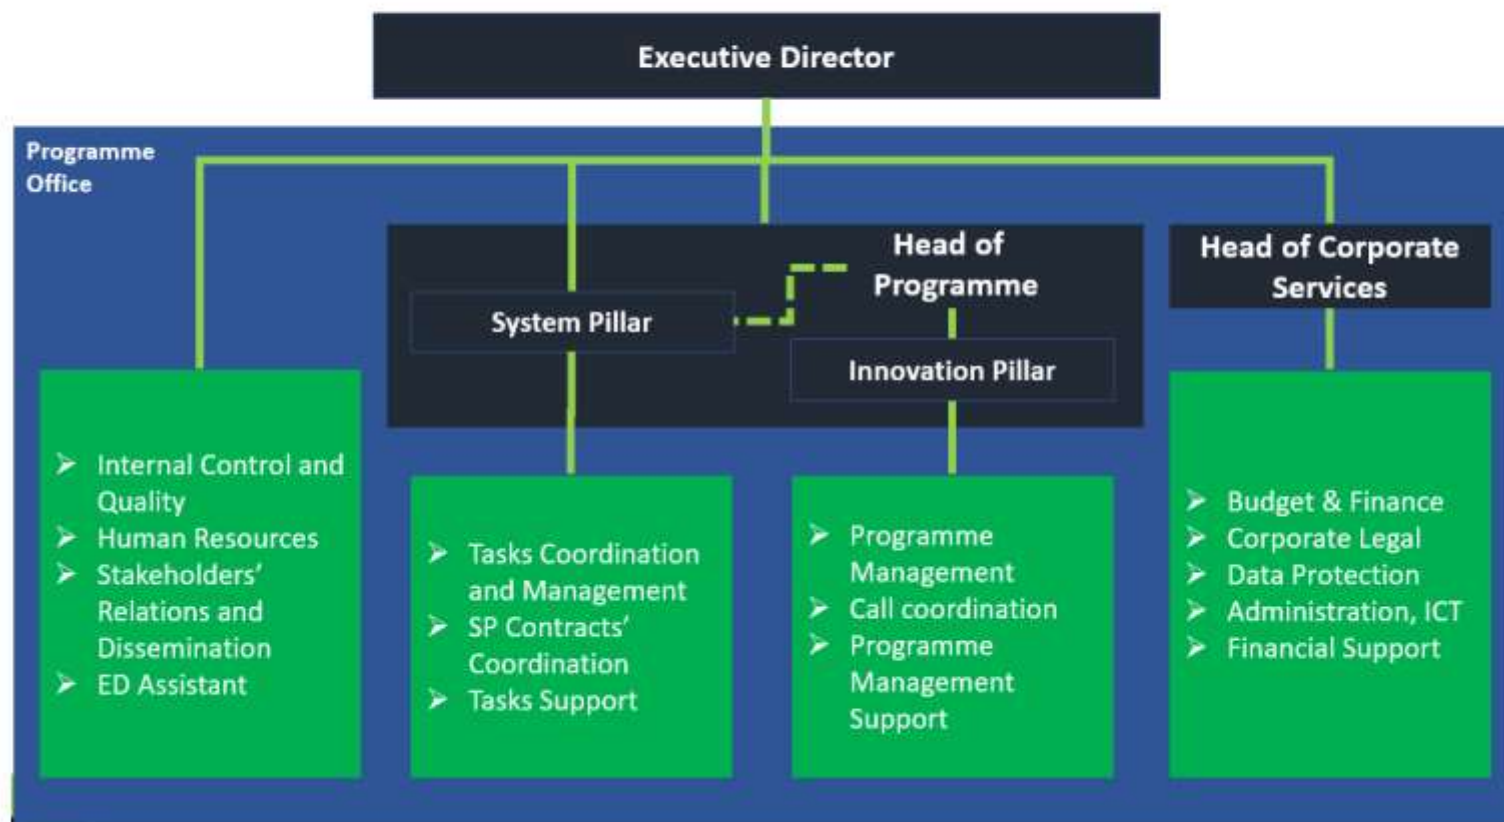 Executive Director
Programme
Office
Head of
Programme
Head of Corporate
Services
System Pillar
Innovation Pillar
➢ Internal Control and
Quality
➢ Human Resources
➢ Stakeholders’
Relations and
Dissemination
➢ ED Assistant
➢ Tasks Coordination
and Management
➢ SP Contracts’
Coordination
➢ Tasks Support
➢ Programme
Management
➢ Call coordination
➢ Programme
Management
Support
➢ Budget & Finance
➢ Corporate Legal
➢ Data Protection
➢ Administration, ICT
➢ Financial Support